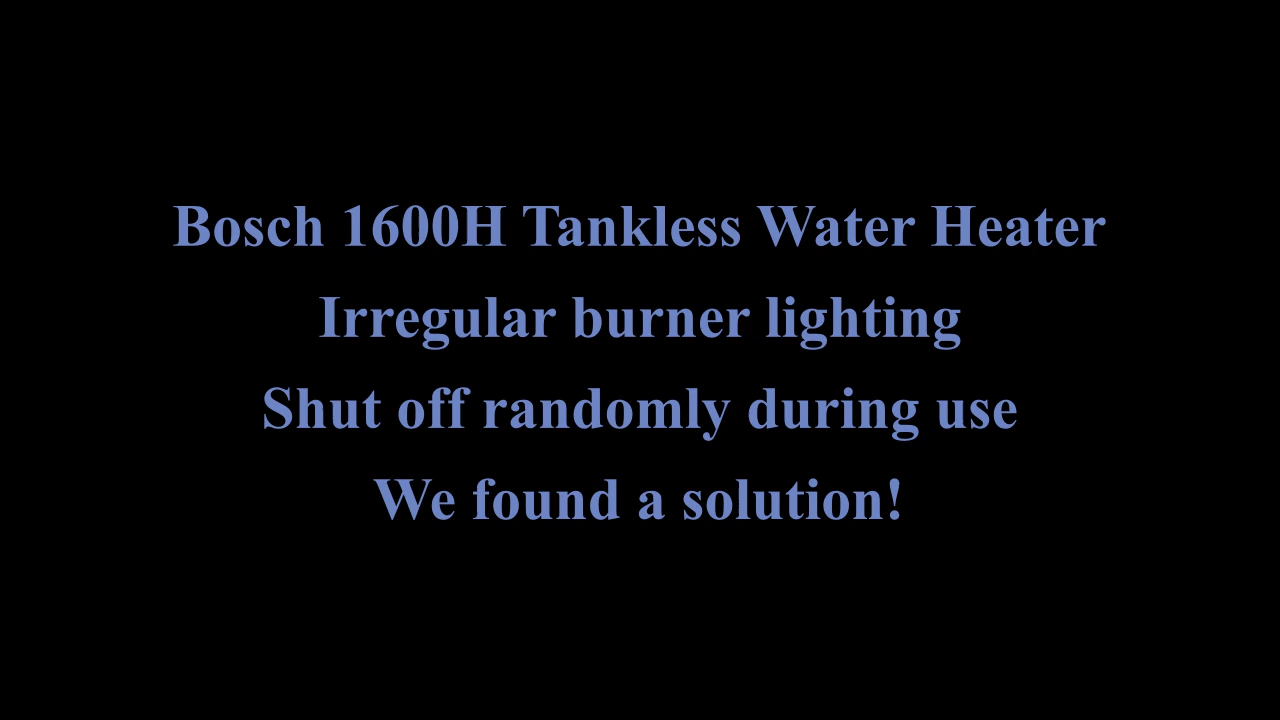 Bosch 1600H Tankless Water Heater
Irregular burner lighting
Shut off randomly during use
We found a solution!